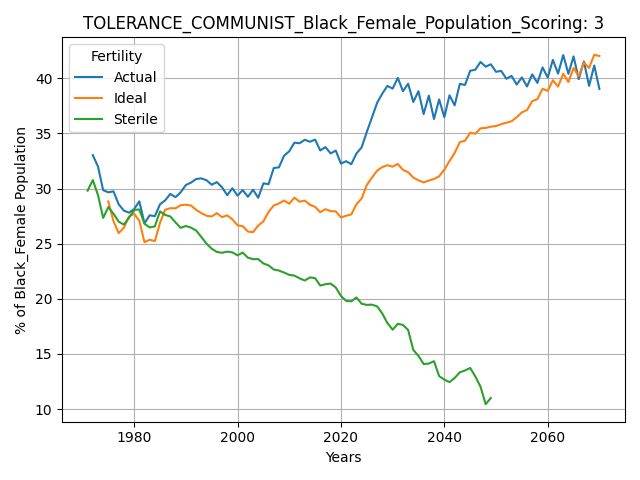 TOLERANCE_COMMUNIST_Black_Female_Population_Scoring: 3
Fertility
Actual
Ideal
Sterile
% of Black_Female Population
40
35
30
25
20
15
10
1980 2000 2020 2040 2060
Years